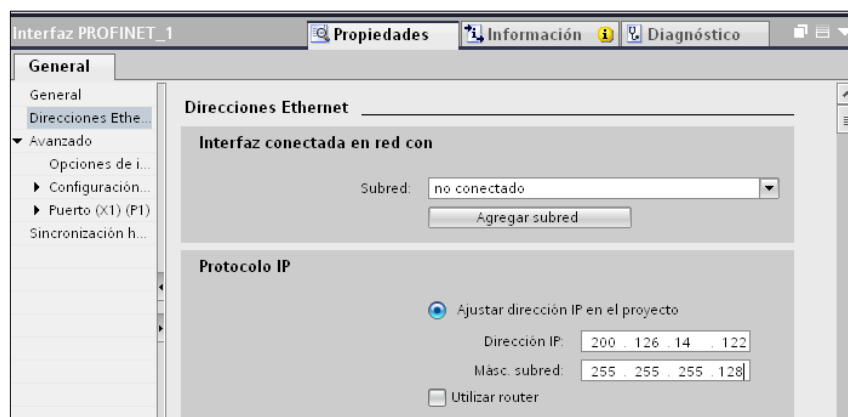 Interfaz PROFINET_1
Propiedades
Información
Diagnóstico
General
General
Direcciones Ethe...
Avanzado
Opciones de i...
Configuración...
Puerto (X1) (P1)
Sincronización h...
Direcciones Ethernet
Interfaz conectada en red con
Subred: no conectado
Agregar subred
Protocolo IP
Ajustar dirección IP en el proyecto
Dirección IP: 200 . 126 . 14 . 122
Másc. subred: 255 . 255 . 255 . 128
Utilizar router